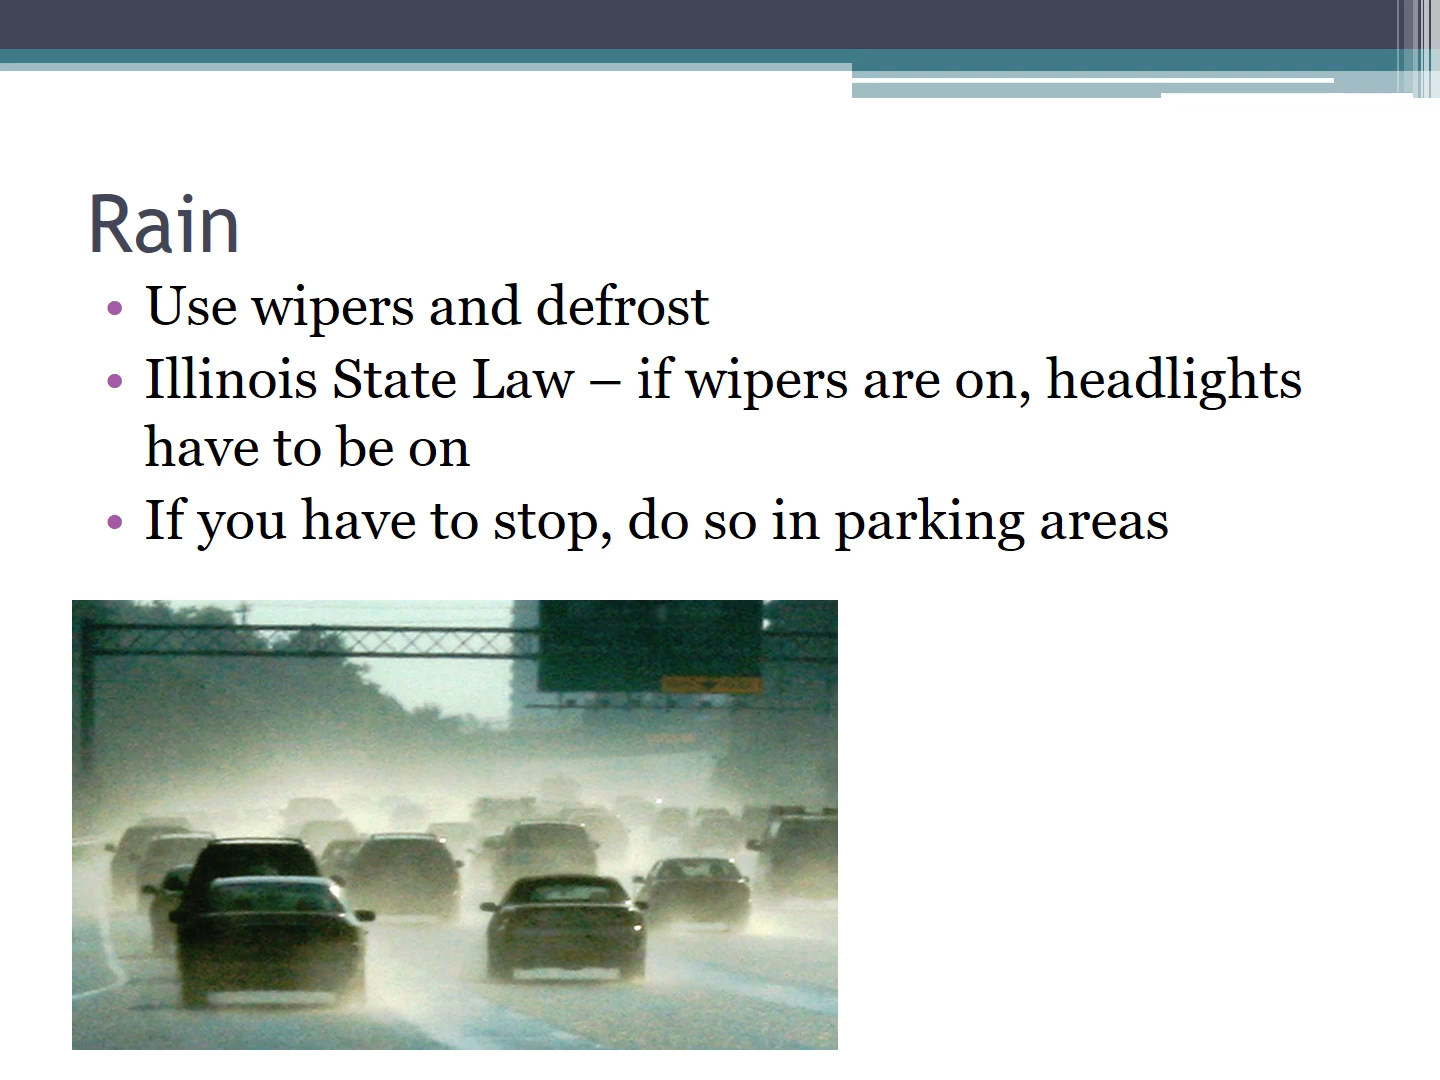 Rain
• Use wipers and defrost
• Illinois State Law – if wipers are on, headlights
have to be on
• If you have to stop, do so in parking areas